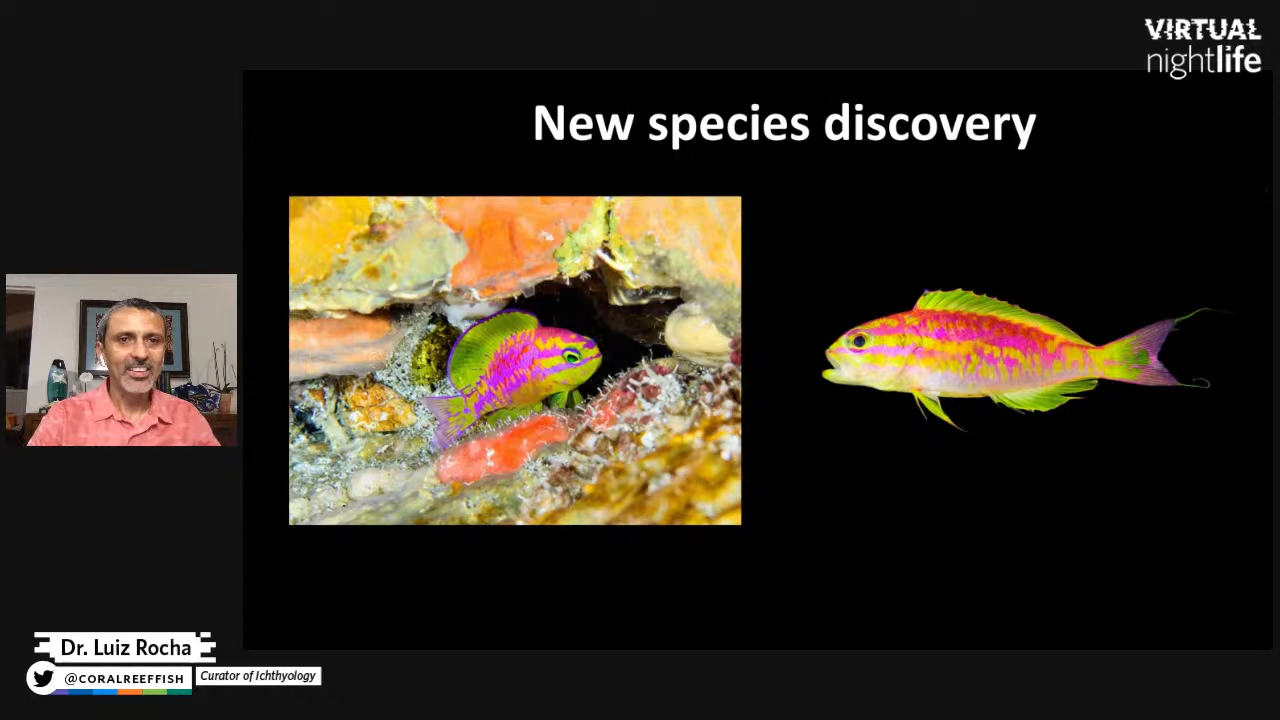 VIRTUAL
nightlife
New species discovery
Dr. Luiz Rocha
@CORALREEFFISH
Curator of Ichthyology